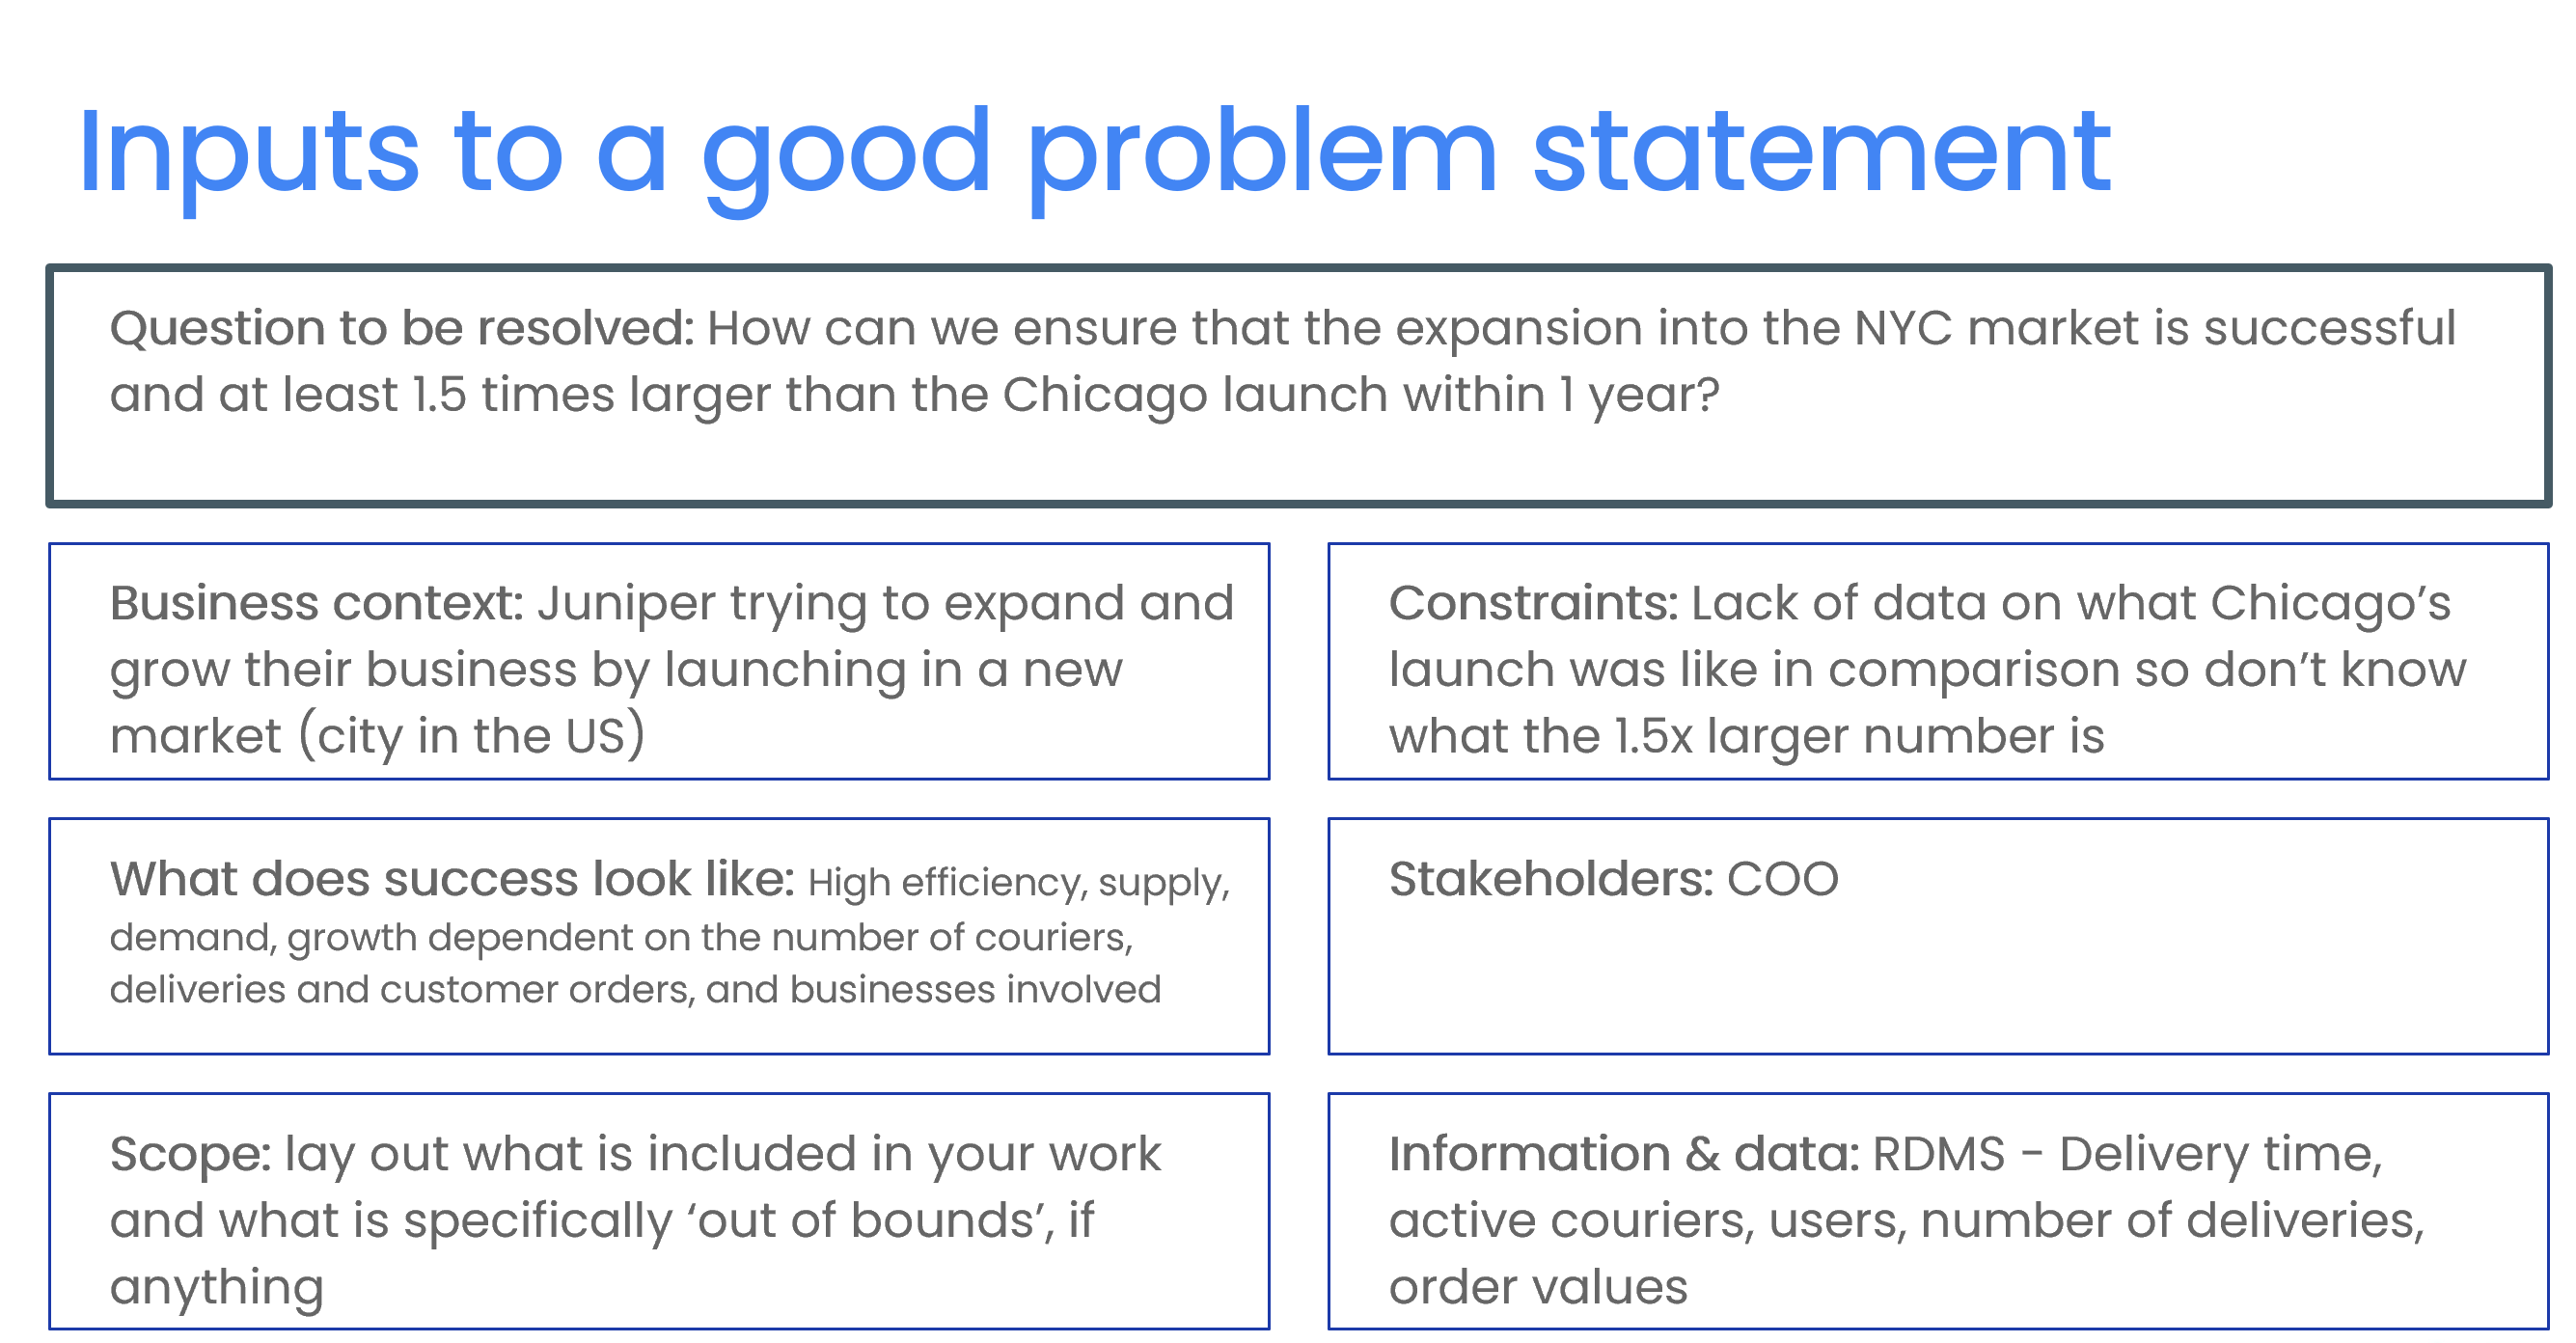 Inputs to a good problem statement
Question to be resolved: How can we ensure that the expansion into the NYC market is successful
and at least 1.5 times larger than the Chicago launch within 1 year?
Business context: Juniper trying to expand and
grow their business by launching in a new
market (city in the US)
Constraints: Lack of data on what Chicago’s
launch was like in comparison so don’t know
what the 1.5x larger number is
What does success look like: High efficiency, supply,
demand, growth dependent on the number of couriers,
deliveries and customer orders, and businesses involved
Stakeholders: COO
Scope: lay out what is included in your work
and what is specifically ‘out of bounds’, if
anything
Information & data: RDMS - Delivery time,
active couriers, users, number of deliveries,
order values